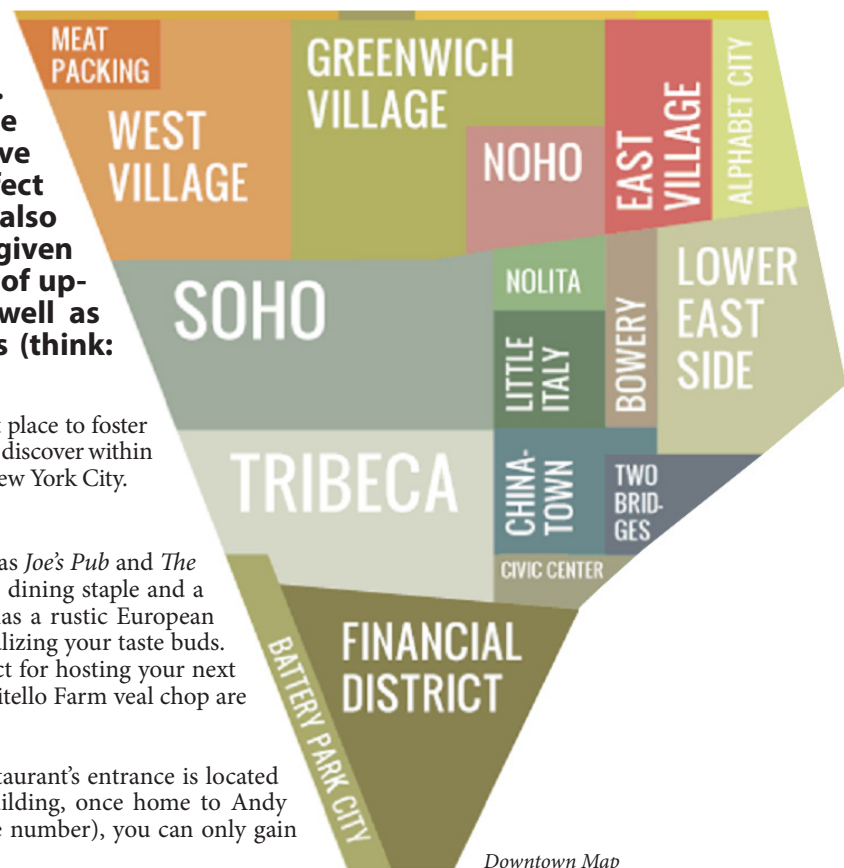 MEAT
PACKING
WEST
VILLAGE
GREENWICH
VILLAGE
NOHO
EAST
VILLAGE
ALPHABET CITY
SOHO
NOLITA
LITTLE
ITALY
BOWERY
LOWER
EAST
SIDE
TRIBECA
CHINA-
TOWN
TWO
BRID-
GES
CIVIC CENTER
BATTERY PARK CITY
FINANCIAL
DISTRICT
e
ve
fect
also
given
of up-
well as
s (think:
t place to foster
discover within
ew York City.
as Joe's Pub and The
dining staple and a
as a rustic European
alizing your taste buds.
ct for hosting your next
itello Farm veal chop are
taurant's entrance is located
uilding, once home to Andy
e number), you can only gain
Downtown Map